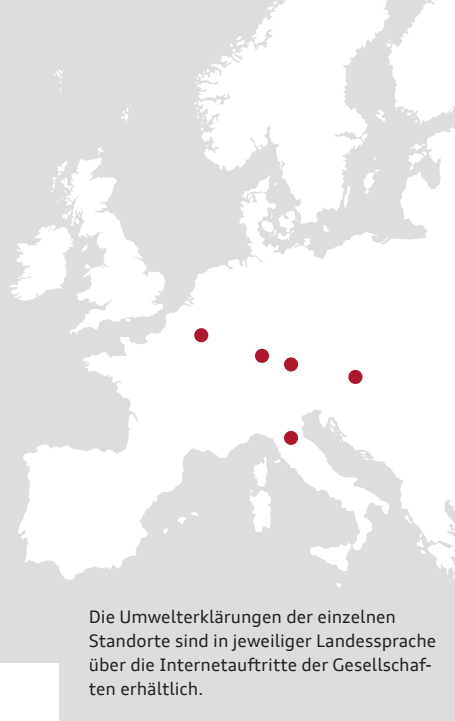 Die Umwelterklärungen der einzelnen
Standorte sind in jeweiliger Landessprache
über die Internetauftritte der Gesellschaf-
ten erhältlich.